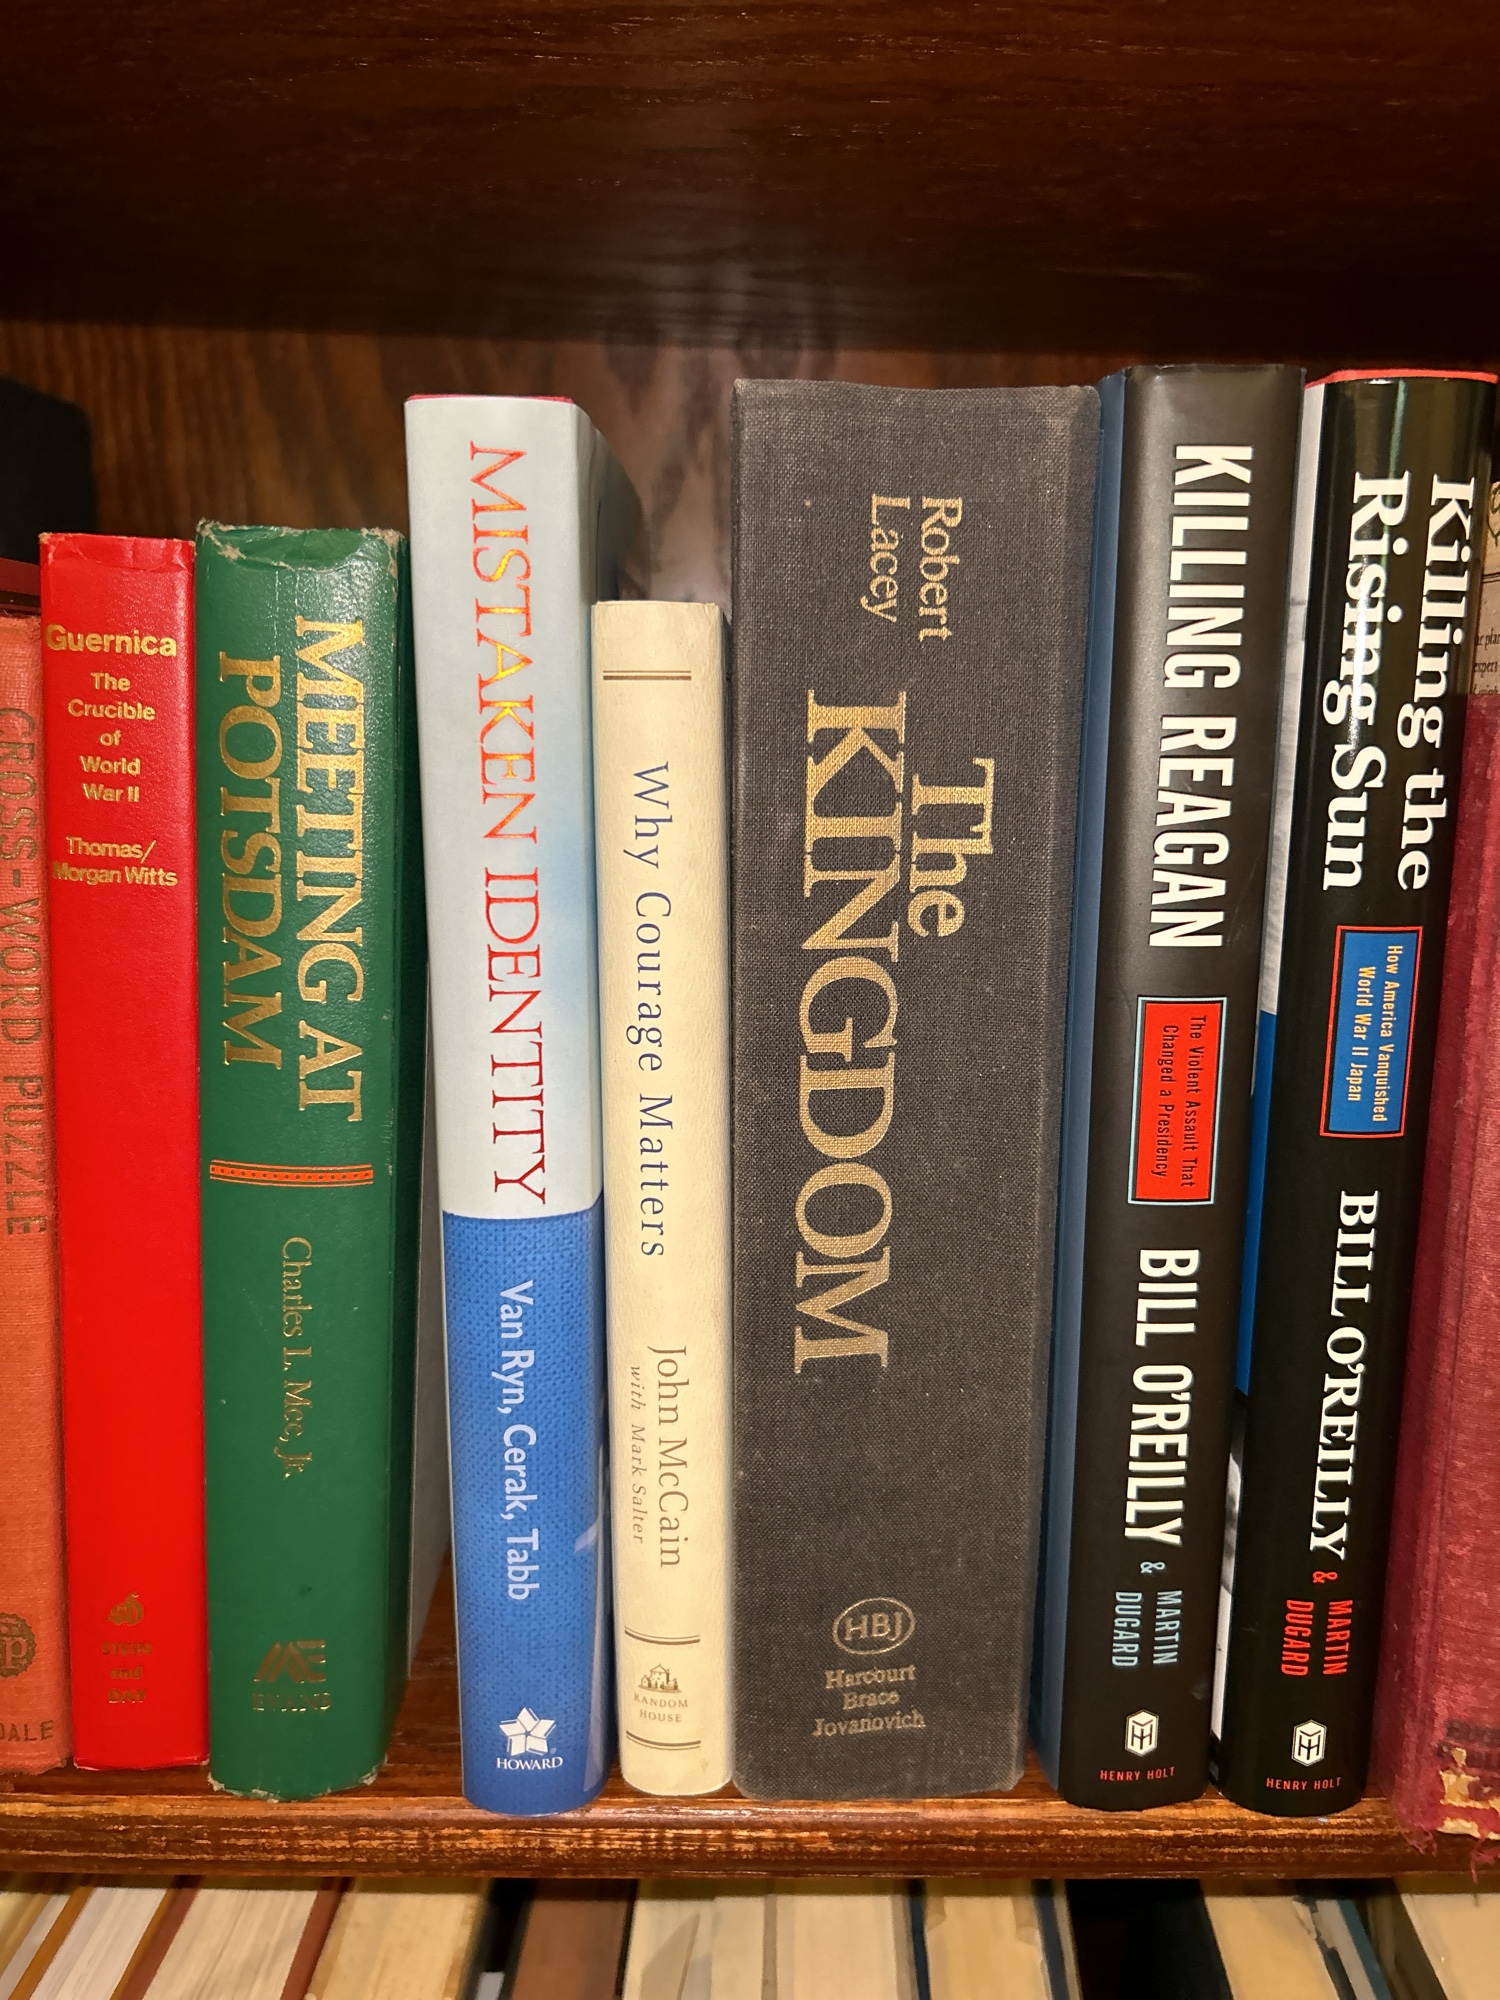 CROSS-WORD PUZZLE
DALE
Guernica
The
Crucible
of
World
War II
Thomas/
Morgan Witts
STEIN
and
DAY
MEETING AT
POTSDAM
Charles L. Mee, Jr.
EVANS
MISTAKEN IDENTITY
Van Ryn, Cerak, Tabb
HOWARD
Why Courage Matters
John McCain
with Mark Salter
RANDOM
HOUSE
Robert
Lacey
The
KINGDOM
HBJ
Harcourt
Brace
Jovanovich
KILLING REAGAN
The Violent Assault That
Changed a Presidency
BILL O'REILLY
&
MARTIN
DUGARD
HENRY HOLT
Killing the
Rising Sun
How America Vanquished
World War II Japan
BILL O'REILLY
&
MARTIN
DUGARD
HENRY HOLT